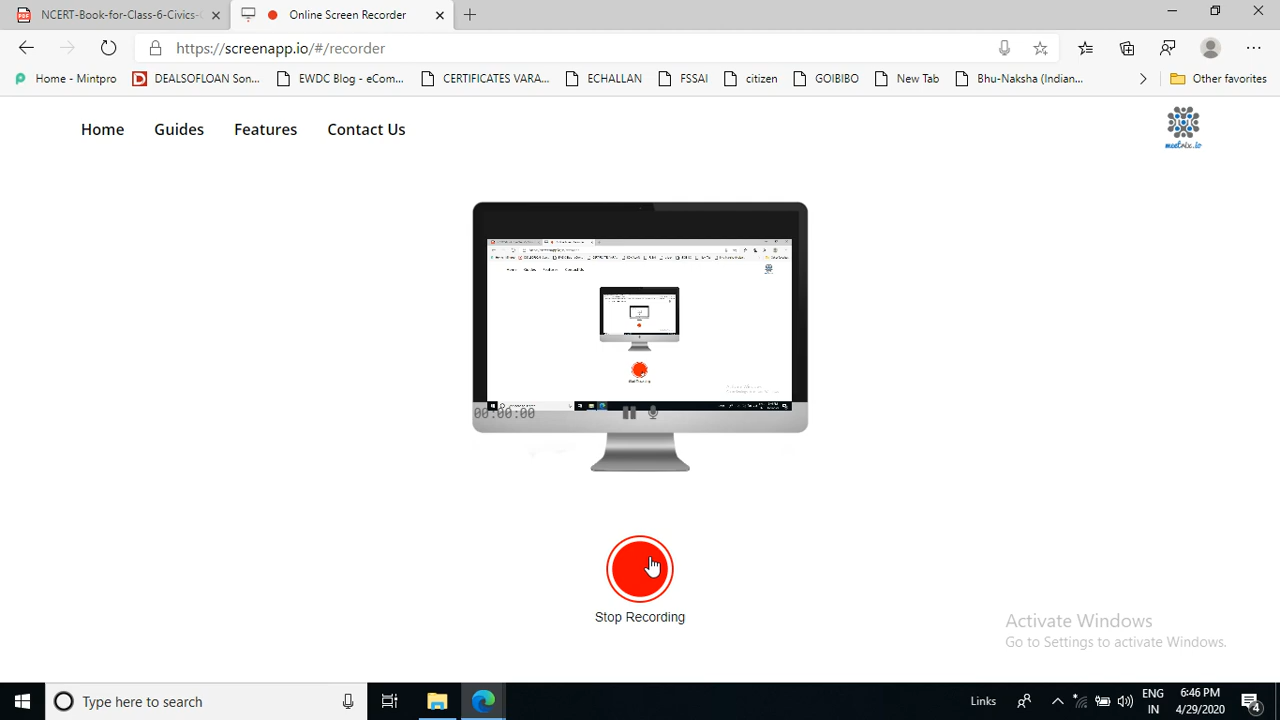 NCERT-Book-for-Class-6-Civics-
Online Screen Recorder
https://screenapp.io/#/recorder
Home - Mintpro
DEALSOFLOAN Son...
EWDC Blog - eCom...
CERTIFICATES VARA...
ECHALLAN
FSSAI
citizen
GOIBIBO
New Tab
Bhu-Naksha (Indian...
Other favorites
Home
Guides
Features
Contact Us
meetrix.io
00:00:00
Stop Recording
Activate Windows
Go to Settings to activate Windows.
Type here to search
Links
ENG
IN
6:46 PM
4/29/2020
4